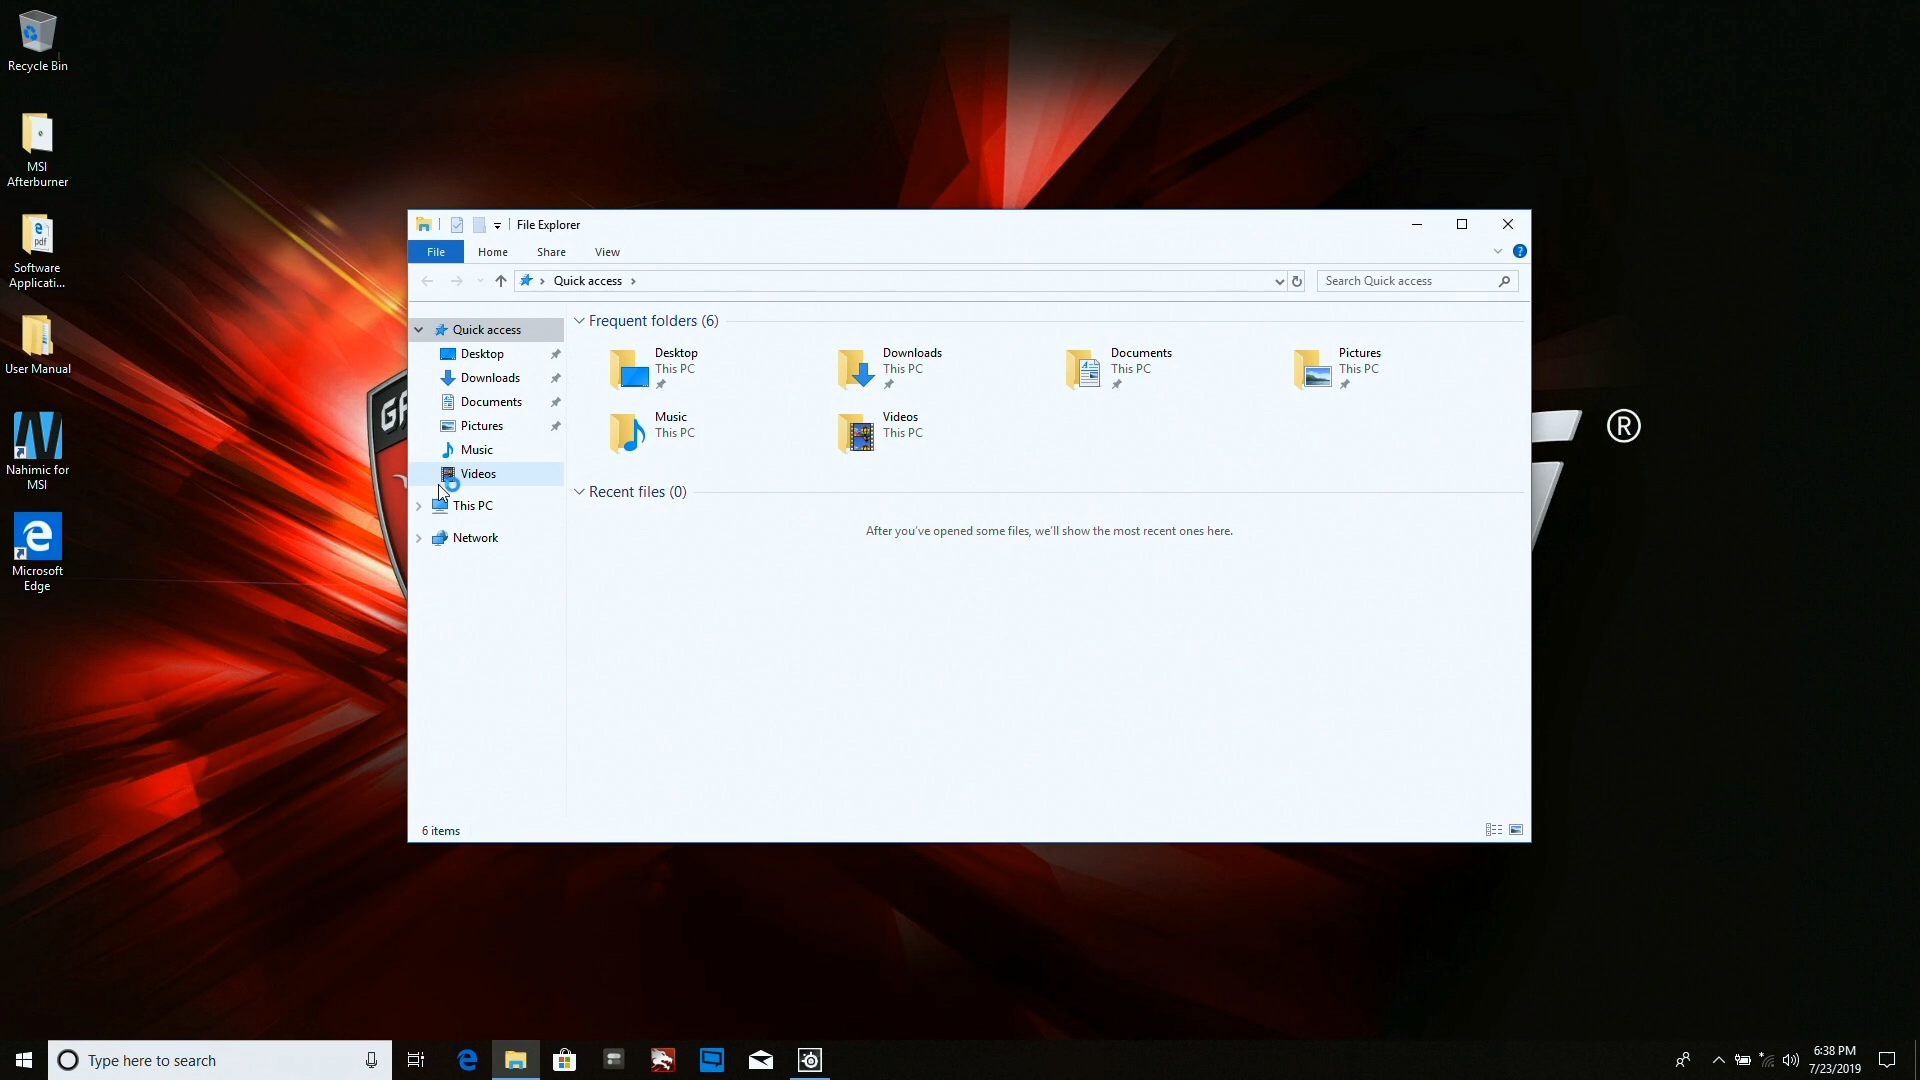 Recycle Bin
MSI
Afterburner
pdf
Software
Applicati...
User Manual
Nahimic for
MSI
Microsoft
Edge
File Explorer
File Home Share View
Quick access
Search Quick access
Quick access
Desktop
Downloads
Documents
Pictures
Music
Videos
This PC
Network
Frequent folders (6)
Desktop
This PC
Downloads
This PC
Documents
This PC
Pictures
This PC
Music
This PC
Videos
This PC
Recent files (0)
After you've opened some files, we'll show the most recent ones here.
6 items
GA
®
Type here to search
6:38 PM
7/23/2019